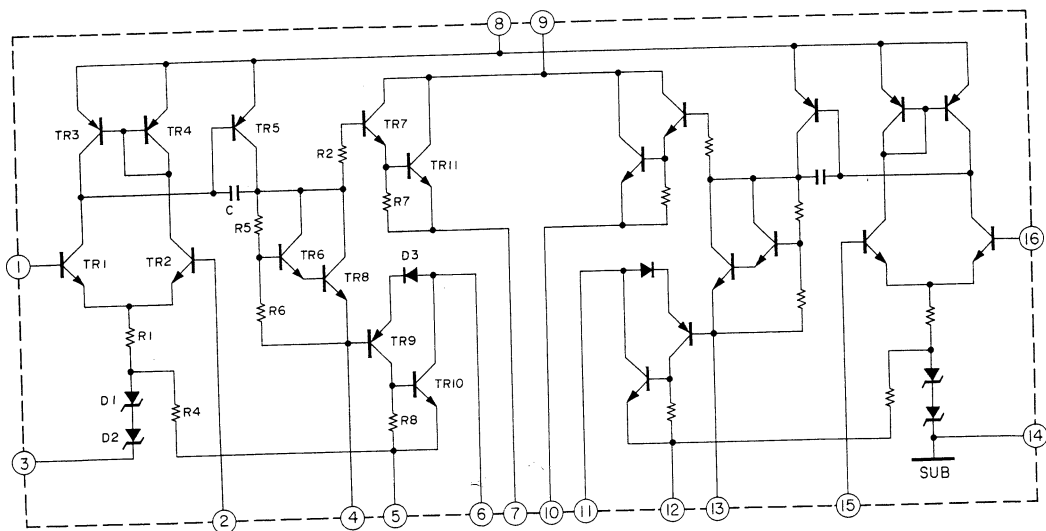 8 9
TR3 TR4 TR5 TR7
R2 TR11
R7
C
R5
1 TR1 TR2 TR6 TR8 D3 16
R6
R1 TR9
D1 R4 TR10
R8
D2
3 14
SUB
2 4 5 6 7 10 11 12 13 15